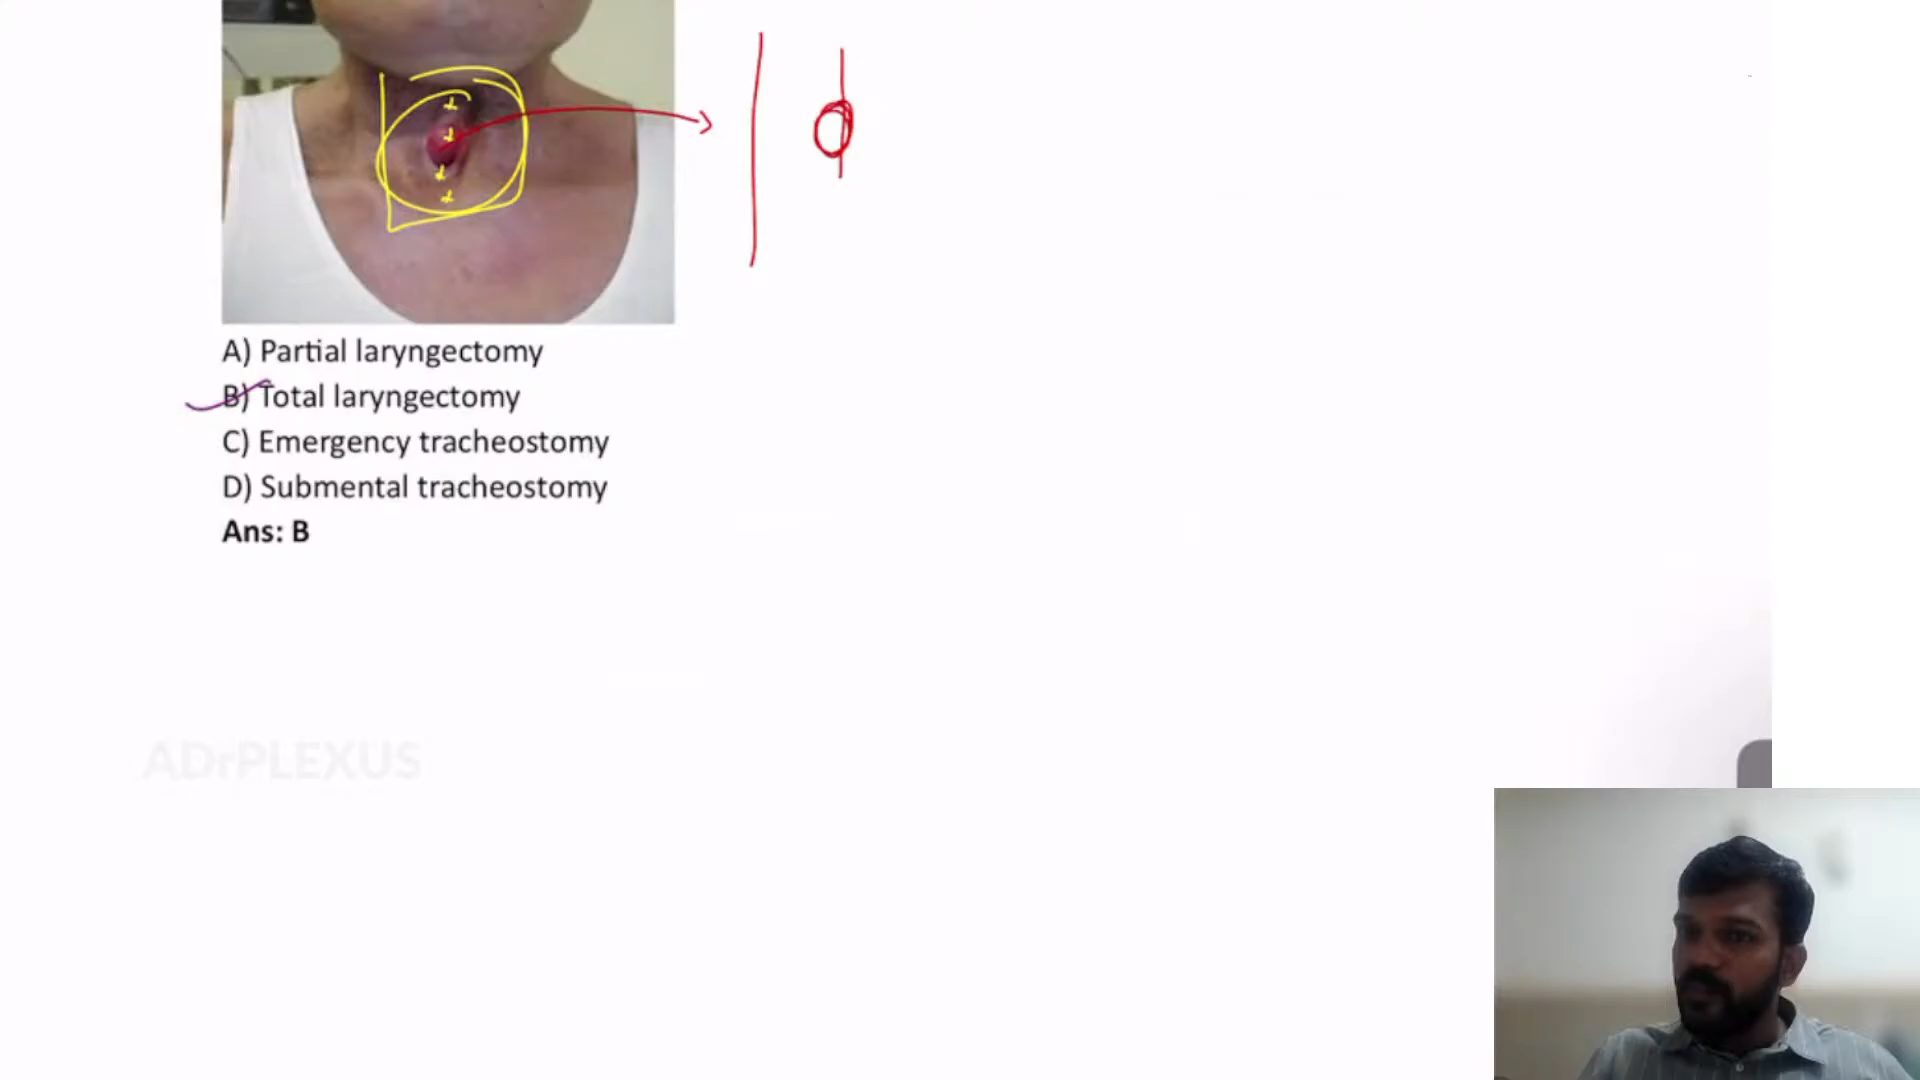 A) Partial laryngectomy
B) Total laryngectomy
C) Emergency tracheostomy
D) Submental tracheostomy
Ans: B
ADrPLEXUS